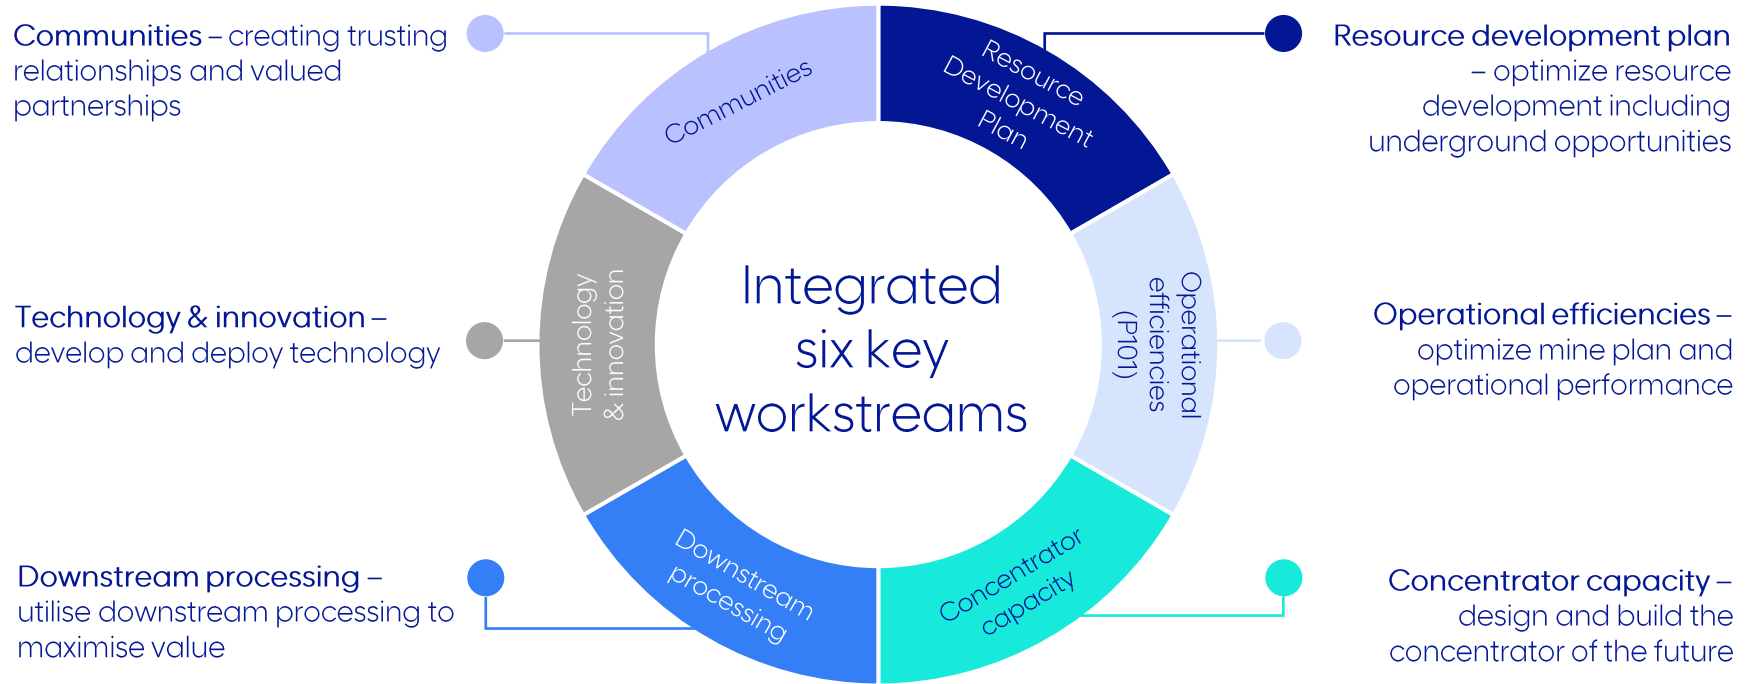 Communities – creating trusting
relationships and valued
partnerships
Technology & innovation –
develop and deploy technology
Downstream processing –
utilise downstream processing to
maximise value
Communities
Resource
Development
Plan
Technology
& innovation
Integrated
six key
workstreams
Operational
efficiencies
(P101)
Downstream
processing
Concentrator
capacity
Resource development plan
– optimize resource
development including
underground opportunities
Operational efficiencies –
optimize mine plan and
operational performance
Concentrator capacity –
design and build the
concentrator of the future